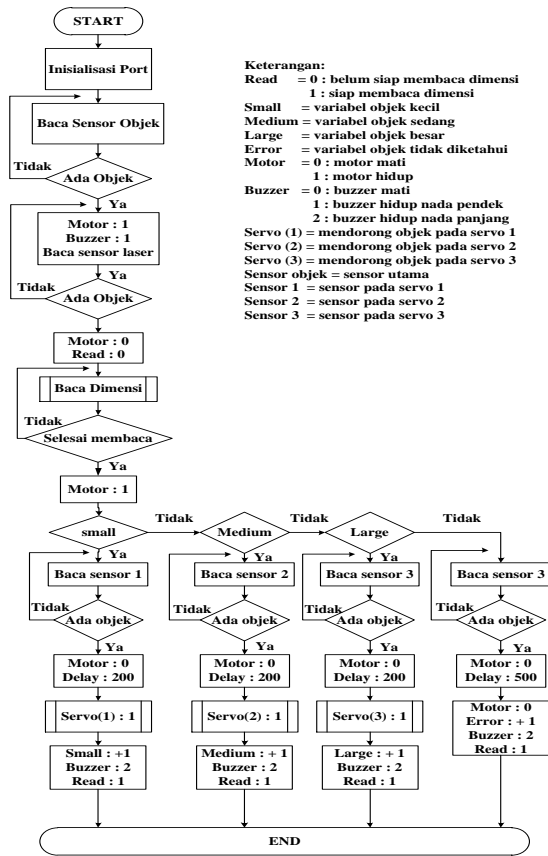 START
Inisialisasi Port
Baca Sensor Objek
Tidak
Ada Objek
Ya
Motor : 1
Buzzer : 1
Baca sensor laser
Ya
Tidak
Ada Objek
Ya
Motor : 0
Read : 0
Baca Dimensi
Tidak
Selesai membaca
Ya
Motor : 1
Keterangan:
Read = 0 : belum siap membaca dimensi
1 : siap membaca dimensi
Small = variabel objek kecil
Medium = variabel objek sedang
Large = variabel objek besar
Error = variabel objek tidak diketahui
Motor = 0 : motor mati
1 : motor hidup
Buzzer = 0 : buzzer mati
1 : buzzer hidup nada pendek
2 : buzzer hidup nada panjang
Servo (1) = mendorong objek pada servo 1
Servo (2) = mendorong objek pada servo 2
Servo (3) = mendorong objek pada servo 3
Sensor objek = sensor utama
Sensor 1 = sensor pada servo 1
Sensor 2 = sensor pada servo 2
Sensor 3 = sensor pada servo 3
small
Tidak
Medium
Tidak
Large
Tidak
Ya
Baca sensor 1
Tidak
Ada objek
Ya
Motor : 0
Delay : 200
Servo(1) : 1
Small : +1
Buzzer : 2
Read : 1
Ya
Baca sensor 2
Tidak
Ada objek
Ya
Motor : 0
Delay : 200
Servo(2) : 1
Medium : + 1
Buzzer : 2
Read : 1
Ya
Baca sensor 3
Tidak
Ada objek
Ya
Motor : 0
Delay : 200
Servo(3) : 1
Large : + 1
Buzzer : 2
Read : 1
Baca sensor 3
Tidak
Ada objek
Ya
Motor : 0
Delay : 500
Motor : 0
Error : + 1
Buzzer : 2
Read : 1
END